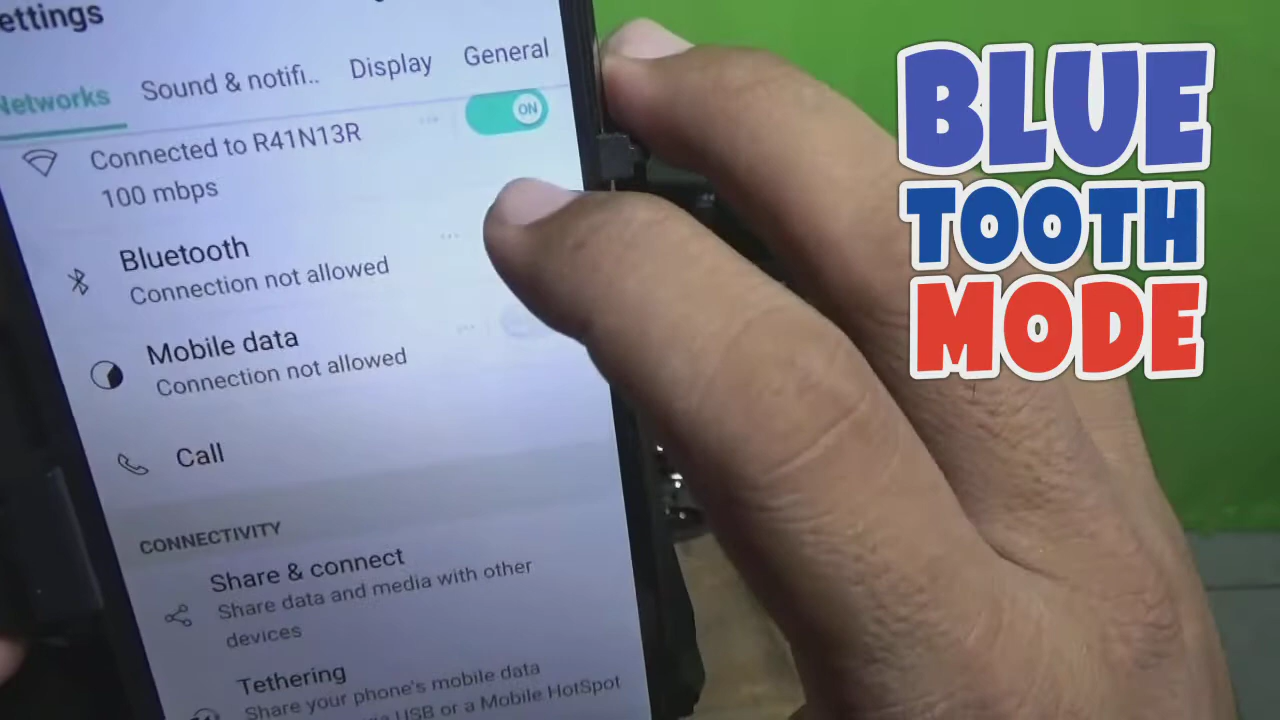 ettings
Networks
Sound & notifi..
Display
General
Connected to R41N13R
ON
100 mbps
Bluetooth
Connection not allowed
Mobile data
Connection not allowed
Call
CONNECTIVITY
Share & connect
Share data and media with other
devices
Tethering
Share your phone's mobile data
USB or a Mobile HotSpot
BLUE
TOOTH
MODE